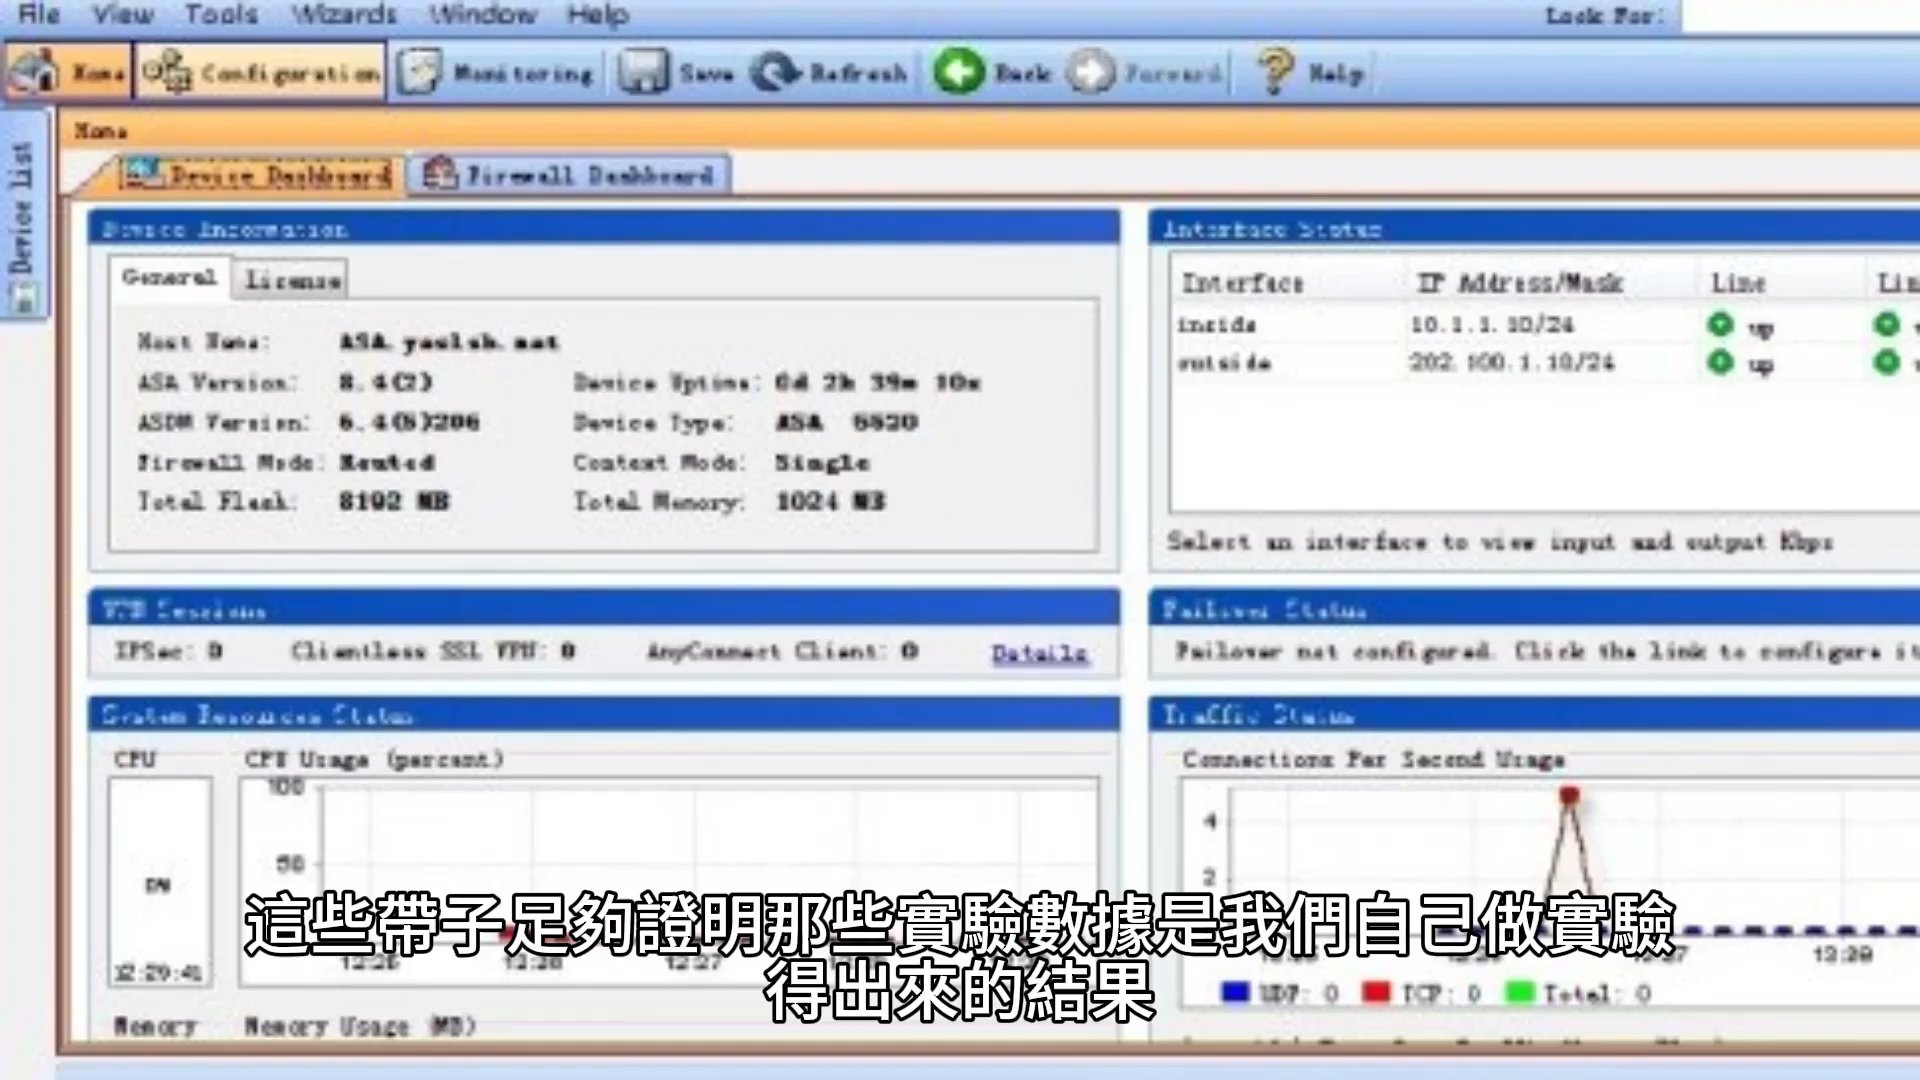 File View Tools Wizards Window Help Look For:
Home Configuration Monitoring Save Refresh Back Forward Help
Device List
Home
Device Dashboard Firewall Dashboard
Device Information
General License
Host Name:
ASA Version: 8.4(2) Device Uptime: 0d 2h 39m 10s
ASDM Version: 6.4(5)206 Device Type: ASA 5520
Firewall Mode: Routed Context Mode: Single
Total Flash: 8192 MB Total Memory: 1024 MB
Interface Status
Interface IP Address/Mask Line
inside 10.1.1.10/24 up
outside 202.100.1.10/24 up
Select an interface to view input and output Kbps
VPN Sessions
IPSec: 0 Clientless SSL VPN: 0 AnyConnect Client: 0 Details
Failover Status
Failover not configured. Click the link to configure it
System Resources Status
CPU CPU Usage (percent)
100
50
12:29:41
Memory Memory Usage (MB)
Traffic Status
Connections Per Second Usage
4
2
UDP: 0 TCP: 0 Total: 0
這些帶子足夠證明那些實驗數據是我們自己做實驗
得出來的結果